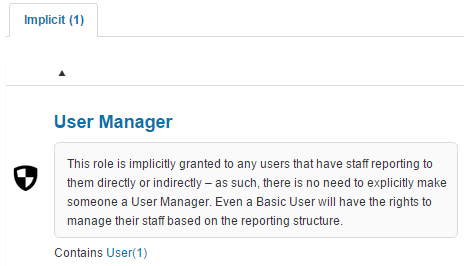 Implicit (1)
▲
User Manager
This role is implicitly granted to any users that have staff reporting to
them directly or indirectly – as such, there is no need to explicitly make
someone a User Manager. Even a Basic User will have the rights to
manage their staff based on the reporting structure.
Contains User(1)